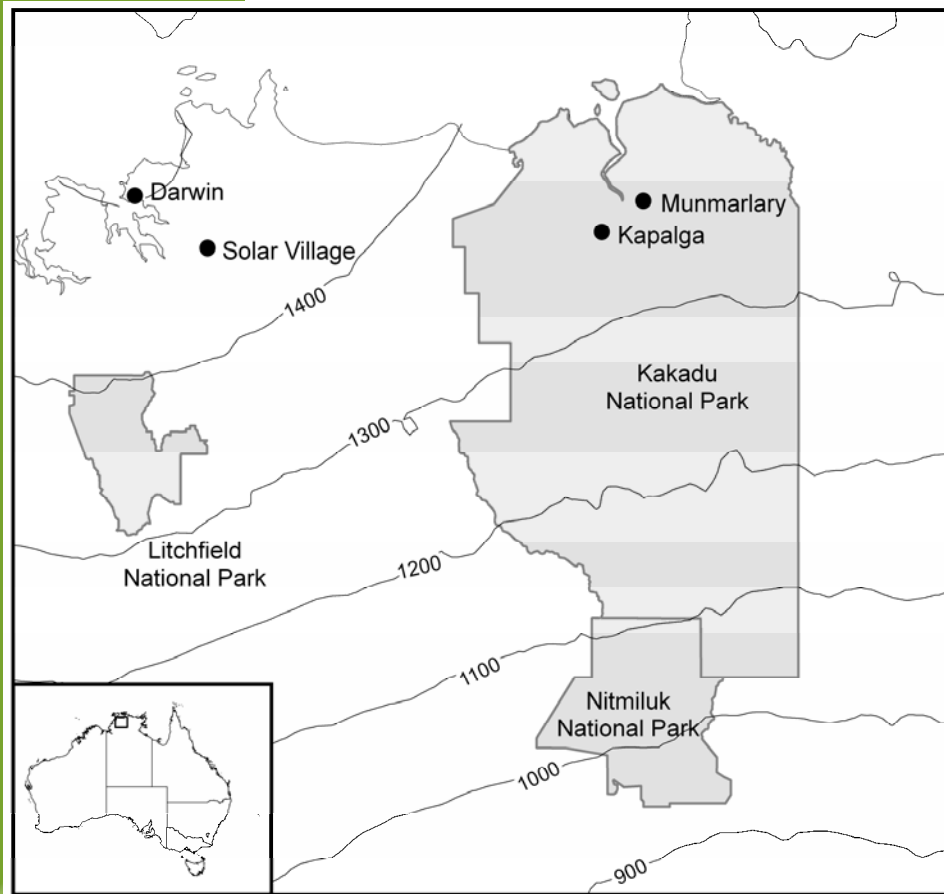 Darwin
Munmarlary
Kapalga
Solar Village
1400
Kakadu
National Park
1300
Litchfield
National Park
1200
1100
Nitmiluk
National Park
1000
900